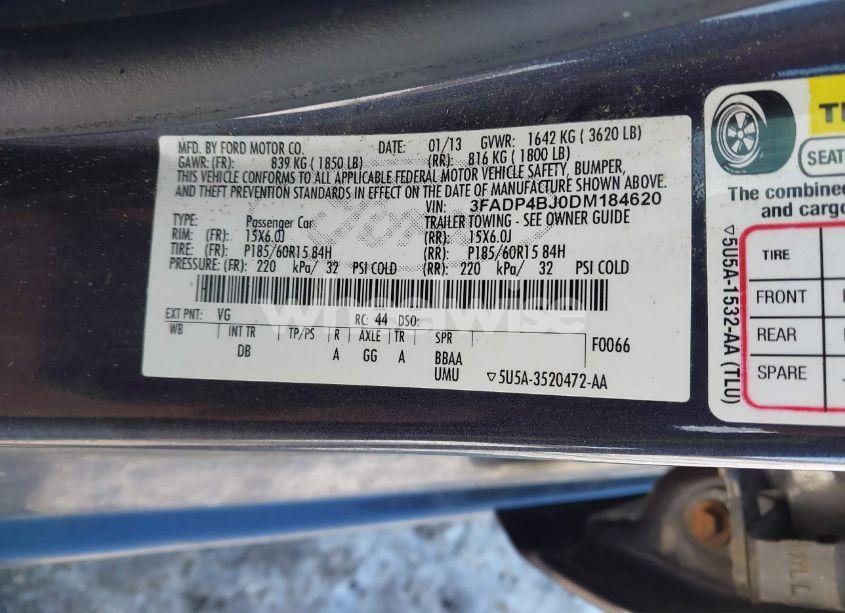 MFD. BY FORD MOTOR CO. DATE: 01/13 GVWR: 1642 KG ( 3620 LB)
GAWR: (FR): 839 KG ( 1850 LB) (RR): 816 KG ( 1800 LB)
THIS VEHICLE CONFORMS TO ALL APPLICABLE FEDERAL MOTOR VEHICLE SAFETY, BUMPER,
AND THEFT PREVENTION STANDARDS IN EFFECT ON THE DATE OF MANUFACTURE SHOWN ABOVE.
VIN: 3FADP4BJ0DM184620
TYPE: Passenger Car TRAILER TOWING - SEE OWNER GUIDE
RIM: (FR): 15X6.0J (RR): 15X6.0J
TIRE: (FR): P185/60R15 84H (RR): P185/60R15 84H
PRESSURE: (FR): 220 kPa/ 32 PSI COLD (RR): 220 kPa/ 32 PSI COLD
EXT PNT: VG RC: 44 DSO:
WB INT TR TP/PS R AXLE TR SPR F0066
DB A GG A BBAA
UMU ▽5U5A-3520472-AA
SEAT
The combined
and cargo
TIRE
FRONT
REAR
SPARE
▽5U5A-1532-AA (TLU)